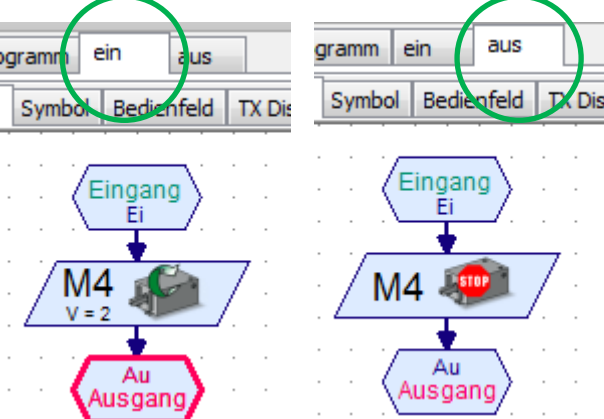 ogramm ein aus
Symbol Bedienfeld TX Dis
Eingang
Ei
M4
V = 2
Au
Ausgang
gramm ein aus
Symbol Bedienfeld TX Dis
Eingang
Ei
M4 STOP
Au
Ausgang